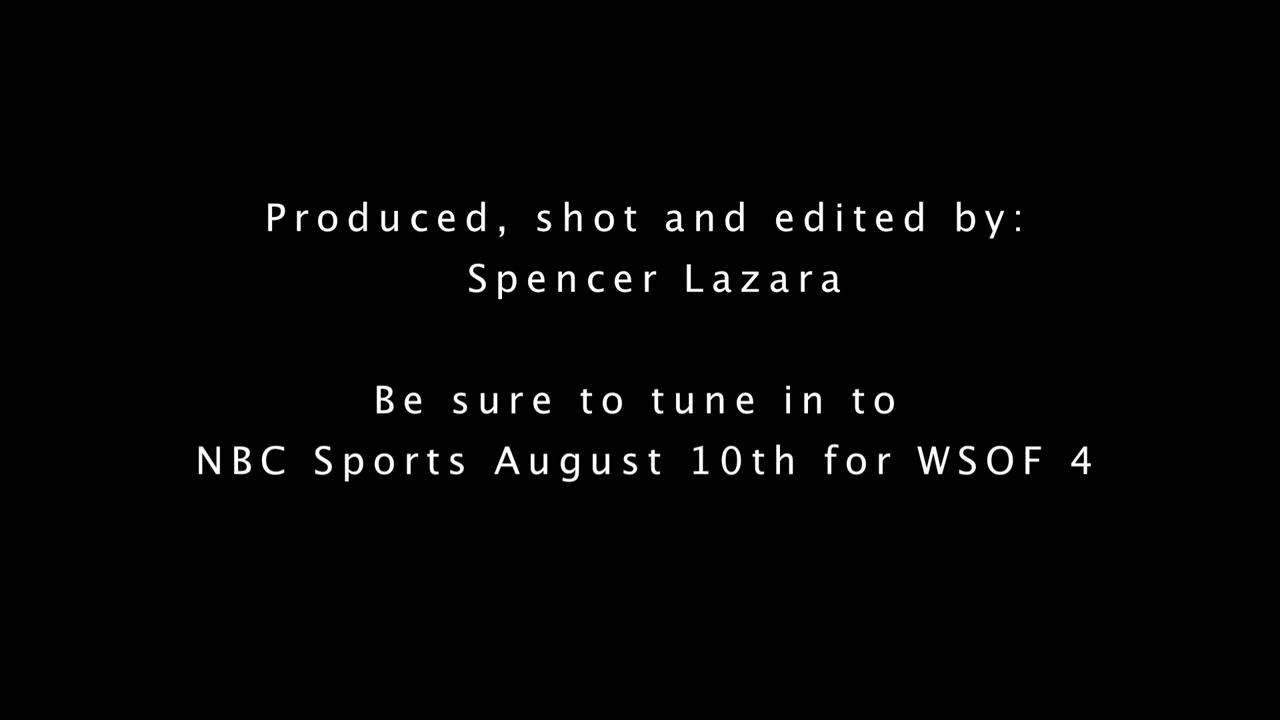 Produced, shot and edited by:
Spencer Lazara
Be sure to tune in to
NBC Sports August 10th for WSOF 4